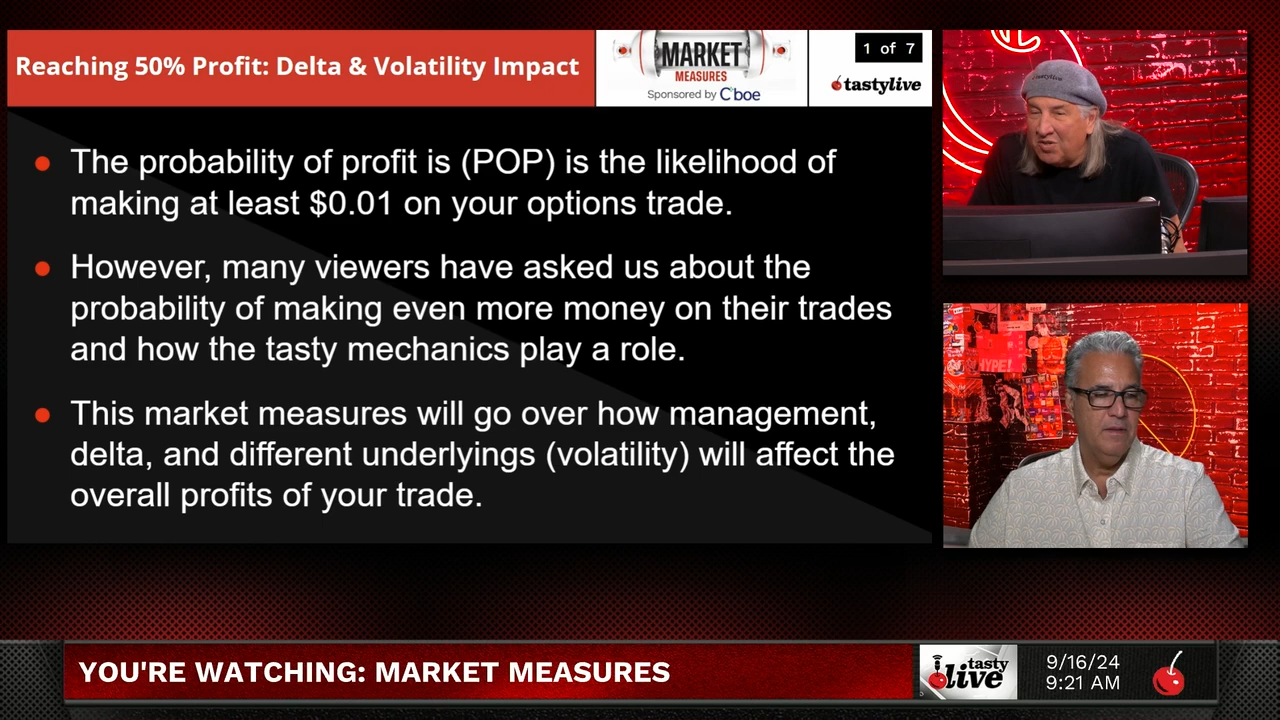 Reaching 50% Profit: Delta & Volatility Impact
MARKET
MEASURES
Sponsored by Cboe
1 of 7
tastylive
The probability of profit is (POP) is the likelihood of
making at least $0.01 on your options trade.
However, many viewers have asked us about the
probability of making even more money on their trades
and how the tasty mechanics play a role.
This market measures will go over how management,
delta, and different underlyings (volatility) will affect the
overall profits of your trade.
tastylive
HYPE!
YOU'RE WATCHING: MARKET MEASURES
tasty
live
9/16/24
9:21 AM